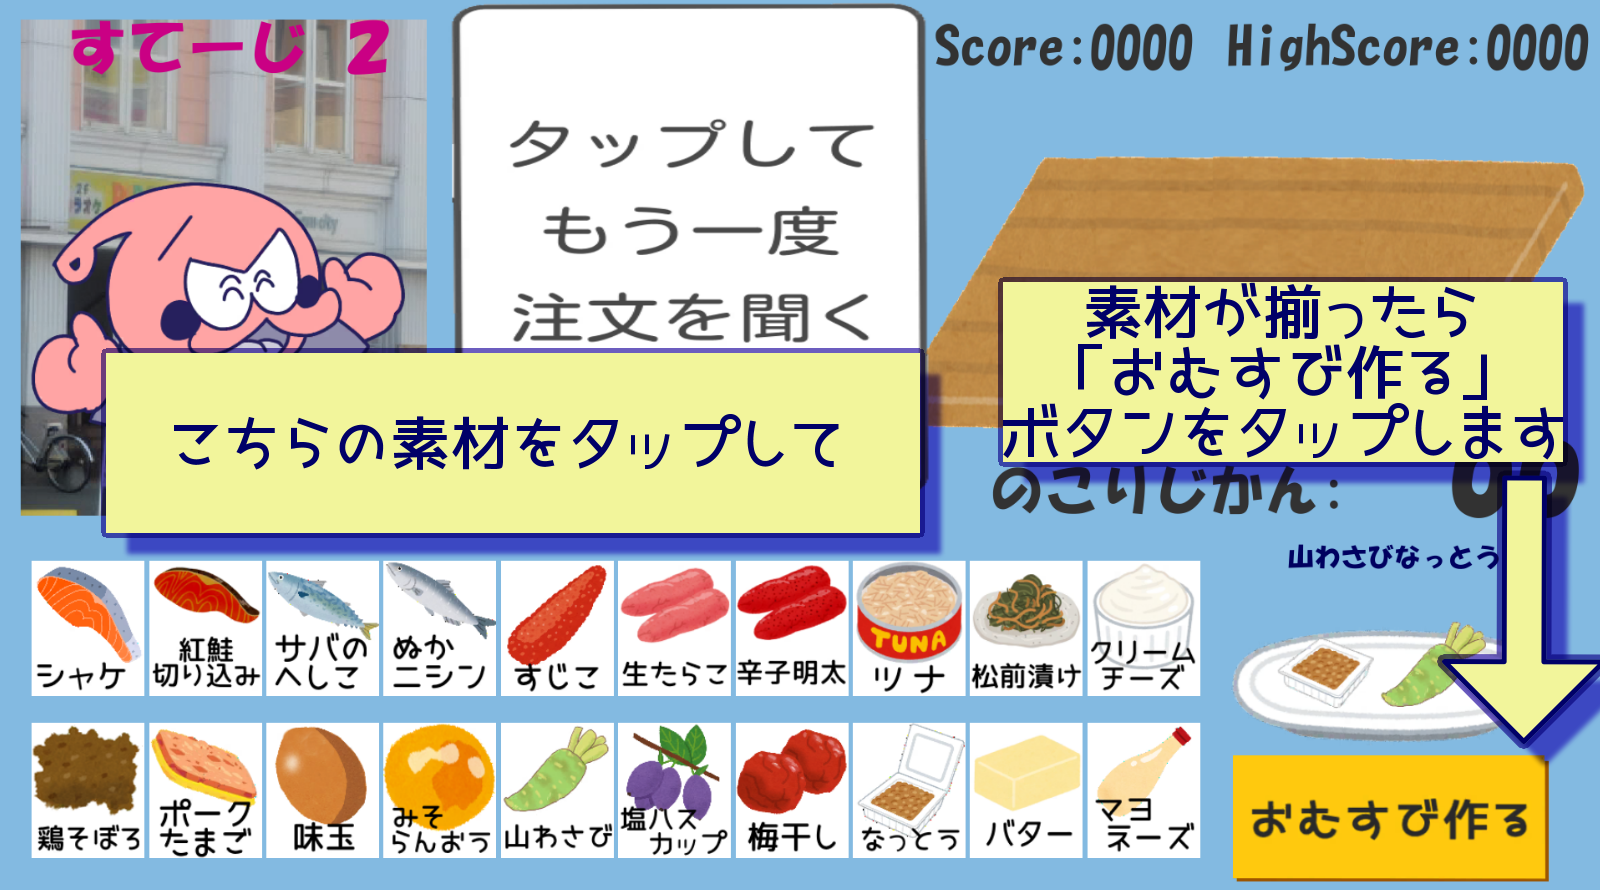 すてーじ 2
タップして
もう一度
注文を聞く
Score:0000 HighScore:0000
こちらの素材をタップして
素材が揃ったら
「おむすび作る」
ボタンをタップします
のこりじかん:
山わさびなっとう
シャケ
紅鮭
切り込み
サバの
へしこ
ぬか
ニシン
すじこ
生たらこ
辛子明太
TUNA
ツナ
松前漬け
クリーム
チーズ
鶏そぼろ
ポーク
たまご
味玉
みそ
らんおう
山わさび
塩ハス
カップ
梅干し
なっとう
バター
マヨ
ネーズ
おむすび作る